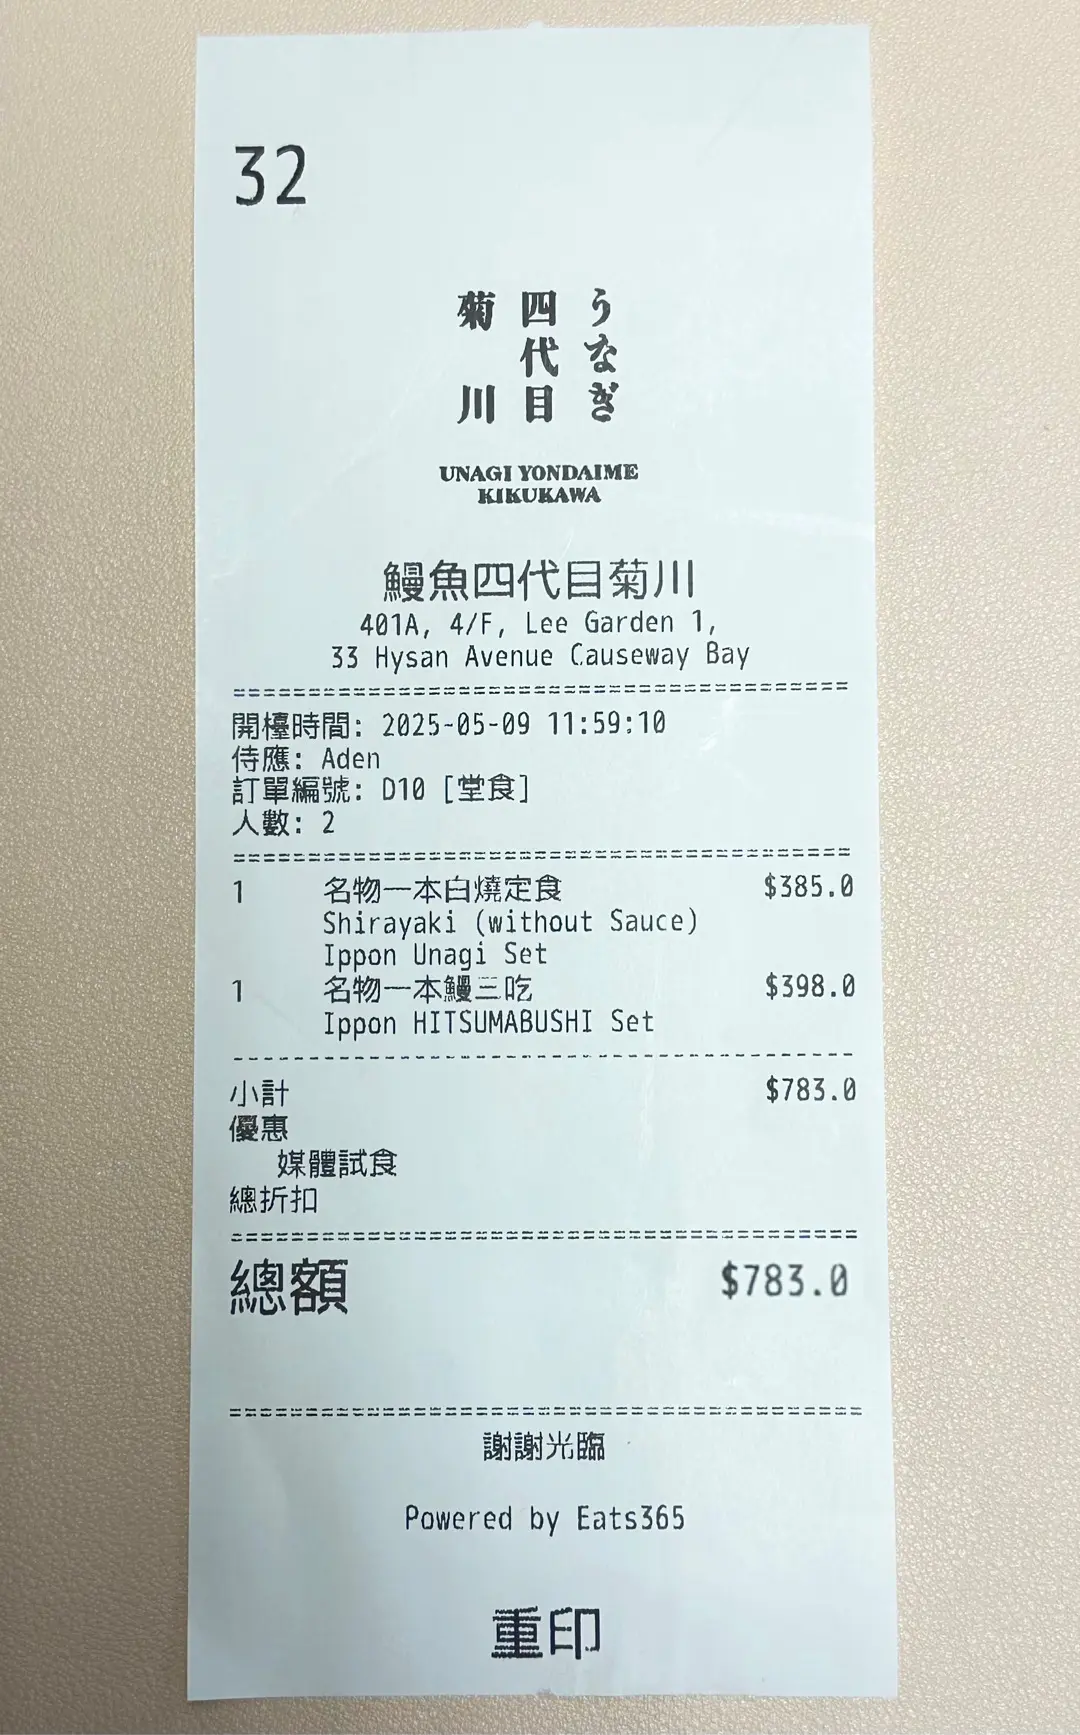 32
うなぎ
四代目
菊川
UNAGI YONDAIME
KIKUKAWA
鰻魚四代目菊川
401A, 4/F, Lee Garden 1,
33 Hysan Avenue Causeway Bay
==========================================
開檯時間: 2025-05-09 11:59:10
侍應: Aden
訂單編號: D10 [堂食]
人數: 2
==========================================
1 名物一本白燒定食 $385.0
Shirayaki (without Sauce)
Ippon Unagi Set
1 名物一本鰻三吃 $398.0
Ippon HITSUMABUSHI Set
------------------------------------------
小計 $783.0
優惠
媒體試食
總折扣
==========================================
總額 $783.0
==========================================
謝謝光臨
Powered by Eats365
重印